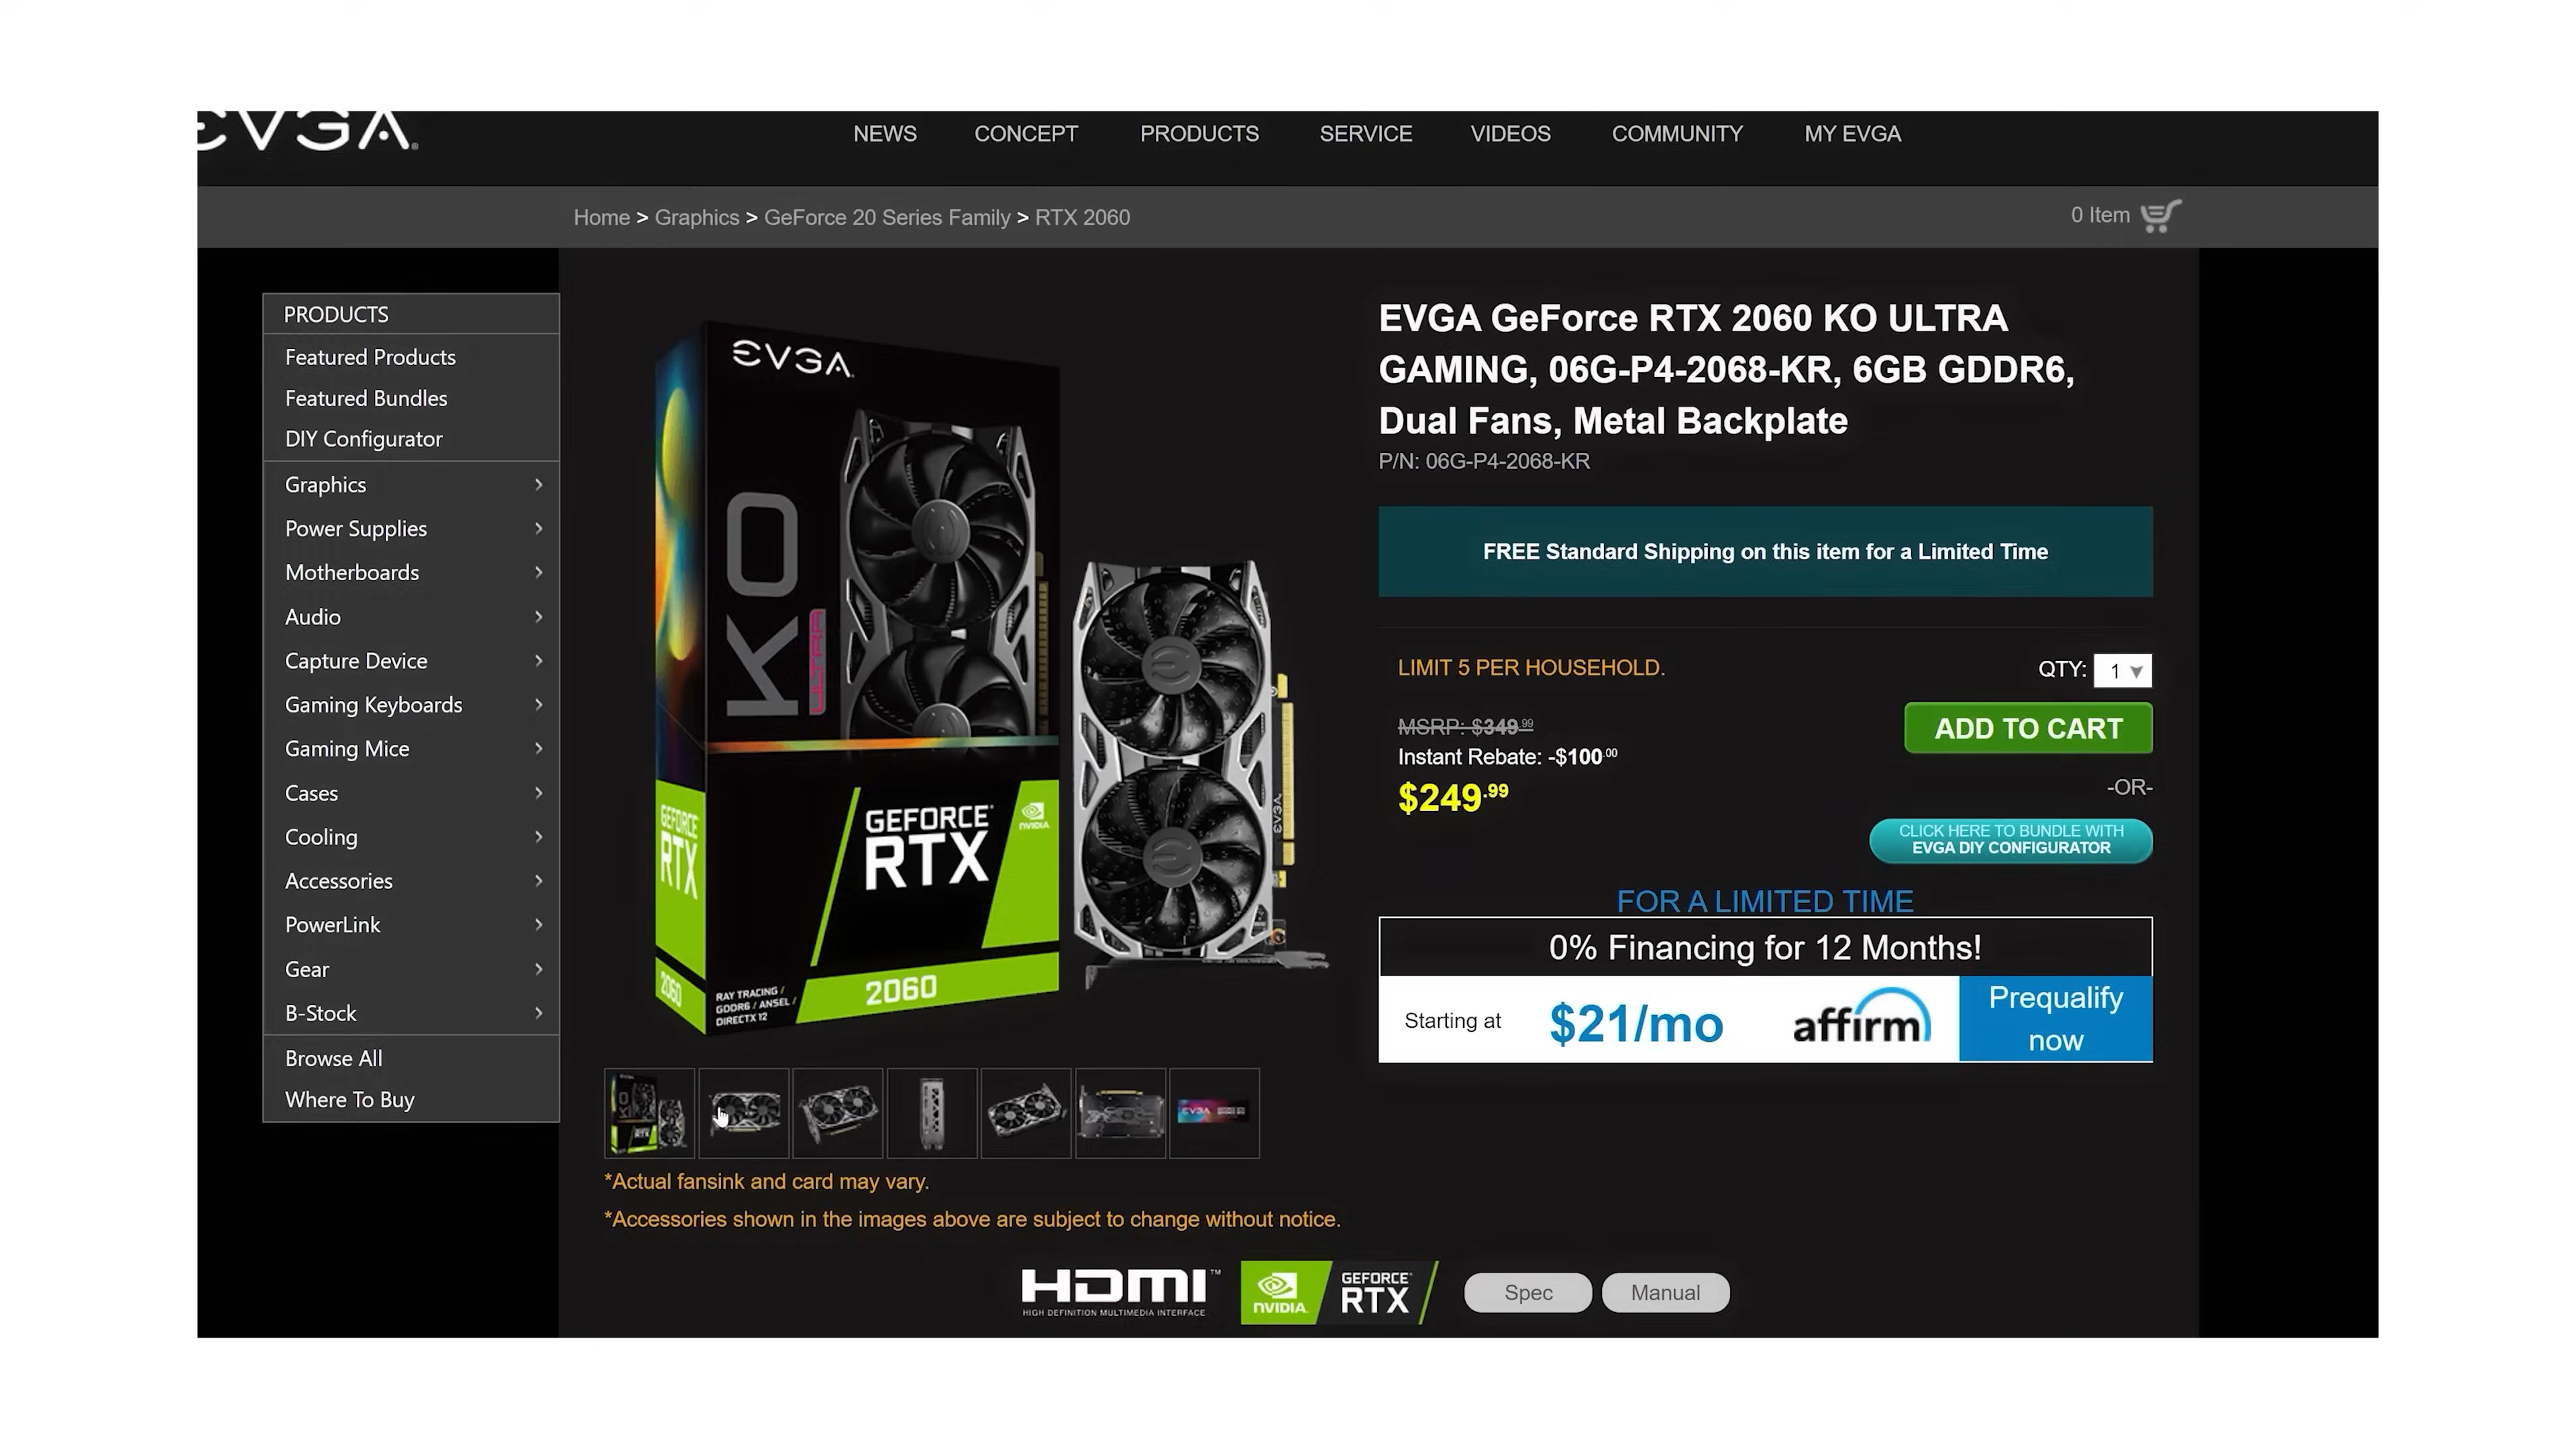 EVGA
NEWS CONCEPT PRODUCTS SERVICE VIDEOS COMMUNITY MY EVGA
Home > Graphics > GeForce 20 Series Family > RTX 2060
0 Item
PRODUCTS
Featured Products
Featured Bundles
DIY Configurator
Graphics
Power Supplies
Motherboards
Audio
Capture Device
Gaming Keyboards
Gaming Mice
Cases
Cooling
Accessories
PowerLink
Gear
B-Stock
Browse All
Where To Buy
EVGA
KO
ULTRA
GEFORCE
RTX
2060
GEFORCE
RTX
NVIDIA
RAY TRACING /
GDDR6 / ANSEL /
DIRECTX 12
2060
EVGA
EVGA GeForce RTX 2060 KO ULTRA
GAMING, 06G-P4-2068-KR, 6GB GDDR6,
Dual Fans, Metal Backplate
P/N: 06G-P4-2068-KR
FREE Standard Shipping on this item for a Limited Time
LIMIT 5 PER HOUSEHOLD.
QTY: 1
MSRP: $349.99
Instant Rebate: -$100.00
$249.99
ADD TO CART
-OR-
CLICK HERE TO BUNDLE WITH
EVGA DIY CONFIGURATOR
FOR A LIMITED TIME
0% Financing for 12 Months!
Starting at $21/mo affirm
Prequalify
now
*Actual fansink and card may vary.
*Accessories shown in the images above are subject to change without notice.
HDMI™
HIGH DEFINITION MULTIMEDIA INTERFACE
NVIDIA
GEFORCE
RTX
Spec
Manual